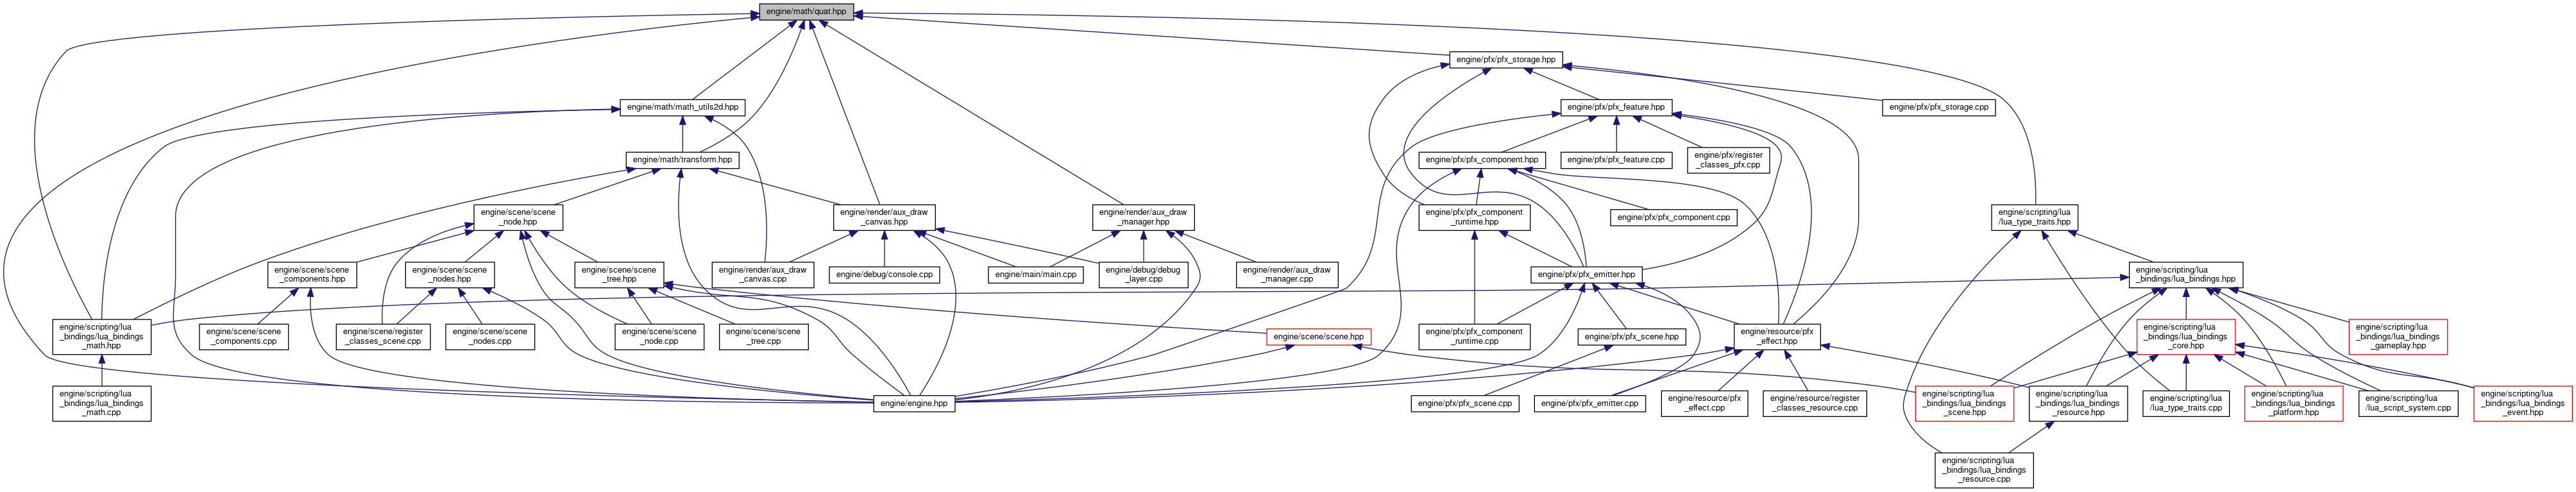 engine/math/quat.hpp
engine/pfx/pfx_storage.hpp
engine/math/math_utils2d.hpp
engine/pfx/pfx_feature.hpp
engine/pfx/pfx_storage.cpp
engine/math/transform.hpp
engine/pfx/pfx_component.hpp
engine/pfx/pfx_feature.cpp
engine/pfx/register
_classes_pfx.cpp
engine/scene/scene
_node.hpp
engine/render/aux_draw
_canvas.hpp
engine/render/aux_draw
_manager.hpp
engine/pfx/pfx_component
_runtime.hpp
engine/pfx/pfx_component.cpp
engine/scripting/lua
/lua_type_traits.hpp
engine/scene/scene
_components.hpp
engine/scene/scene
_nodes.hpp
engine/scene/scene
_tree.hpp
engine/render/aux_draw
_canvas.cpp
engine/debug/console.cpp
engine/main/main.cpp
engine/debug/debug
_layer.cpp
engine/render/aux_draw
_manager.cpp
engine/pfx/pfx_emitter.hpp
engine/scripting/lua
_bindings/lua_bindings.hpp
engine/scripting/lua
_bindings/lua_bindings
_math.hpp
engine/scene/scene
_components.cpp
engine/scene/register
_classes_scene.cpp
engine/scene/scene
_nodes.cpp
engine/scene/scene
_node.cpp
engine/scene/scene
_tree.cpp
engine/scene/scene.hpp
engine/pfx/pfx_component
_runtime.cpp
engine/pfx/pfx_scene.hpp
engine/resource/pfx
_effect.hpp
engine/scripting/lua
_bindings/lua_bindings
_core.hpp
engine/scripting/lua
_bindings/lua_bindings
_gameplay.hpp
engine/scripting/lua
_bindings/lua_bindings
_math.cpp
engine/engine.hpp
engine/pfx/pfx_scene.cpp
engine/pfx/pfx_emitter.cpp
engine/resource/pfx
_effect.cpp
engine/resource/register
_classes_resource.cpp
engine/scripting/lua
_bindings/lua_bindings
_scene.hpp
engine/scripting/lua
_bindings/lua_bindings
_resource.hpp
engine/scripting/lua
/lua_type_traits.cpp
engine/scripting/lua
_bindings/lua_bindings
_platform.hpp
engine/scripting/lua
/lua_script_system.cpp
engine/scripting/lua
_bindings/lua_bindings
_event.hpp
engine/scripting/lua
_bindings/lua_bindings
_resource.cpp